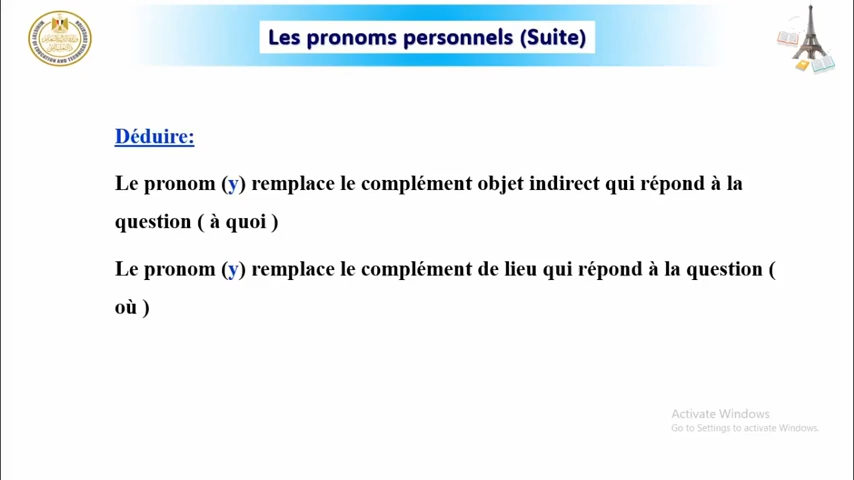 Les pronoms personnels (Suite)
Déduire:
Le pronom (y) remplace le complément objet indirect qui répond à la
question ( à quoi )
Le pronom (y) remplace le complément de lieu qui répond à la question (
où )
Activate Windows
Go to Settings to activate Windows.